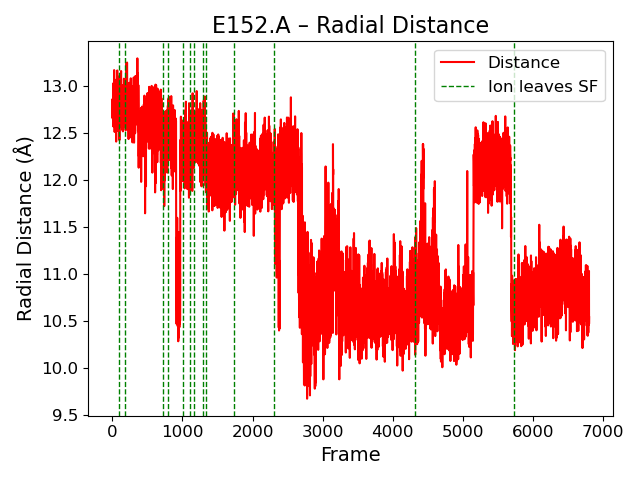 E152.A – Radial Distance
Distance
Ion leaves SF
Radial Distance (Å)
13.0
12.5
12.0
11.5
11.0
10.5
10.0
9.5
0 1000 2000 3000 4000 5000 6000 7000
Frame